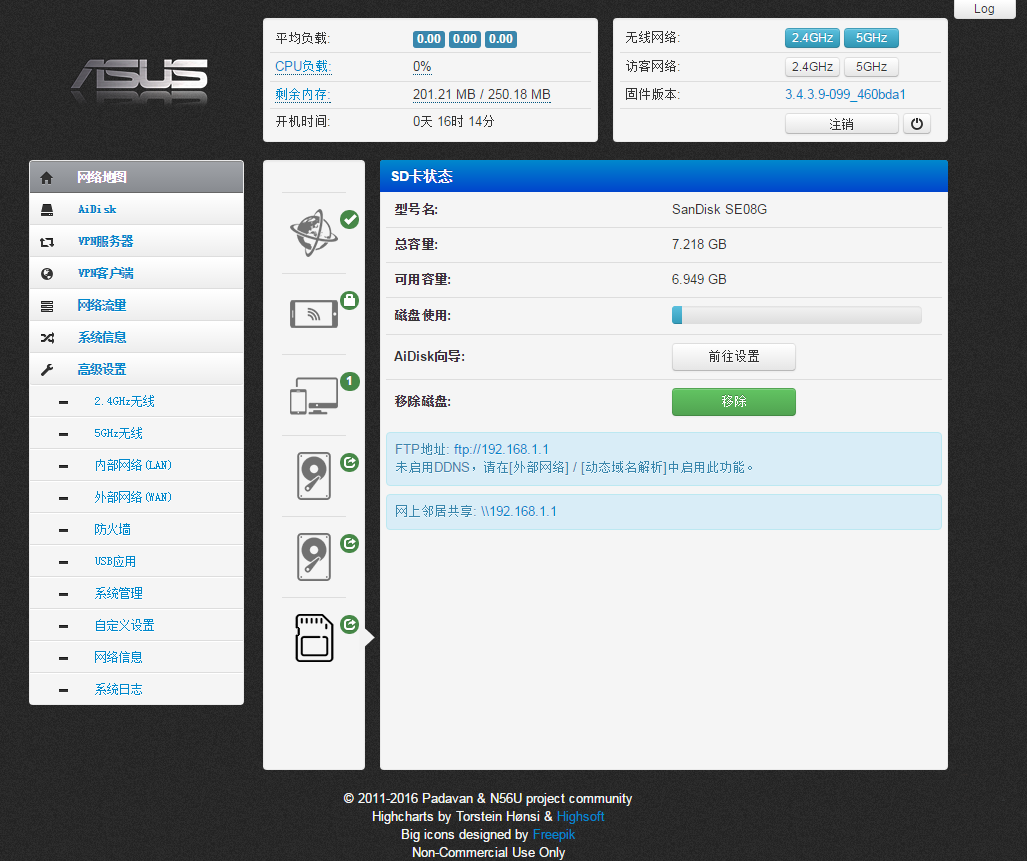 Log
ASUS
平均负载: 0.00 0.00 0.00
CPU负载: 0%
剩余内存: 201.21 MB / 250.18 MB
开机时间: 0天 16时 14分
无线网络: 2.4GHz 5GHz
访客网络: 2.4GHz 5GHz
固件版本: 3.4.3.9-099_460bda1
注销
网络地图
AiDisk
VPN服务器
VPN客户端
网络流量
系统信息
高级设置
2.4GHz无线
5GHz无线
内部网络(LAN)
外部网络(WAN)
防火墙
USB应用
系统管理
自定义设置
网络信息
系统日志
1
SD卡状态
型号名: SanDisk SE08G
总容量: 7.218 GB
可用容量: 6.949 GB
磁盘使用:
AiDisk向导: 前往设置
移除磁盘: 移除
FTP地址: ftp://192.168.1.1
未启用DDNS，请在[外部网络] / [动态域名解析]中启用此功能。
网上邻居共享: \\192.168.1.1
© 2011-2016 Padavan & N56U project community
Highcharts by Torstein Hønsi & Highsoft
Big icons designed by Freepik
Non-Commercial Use Only